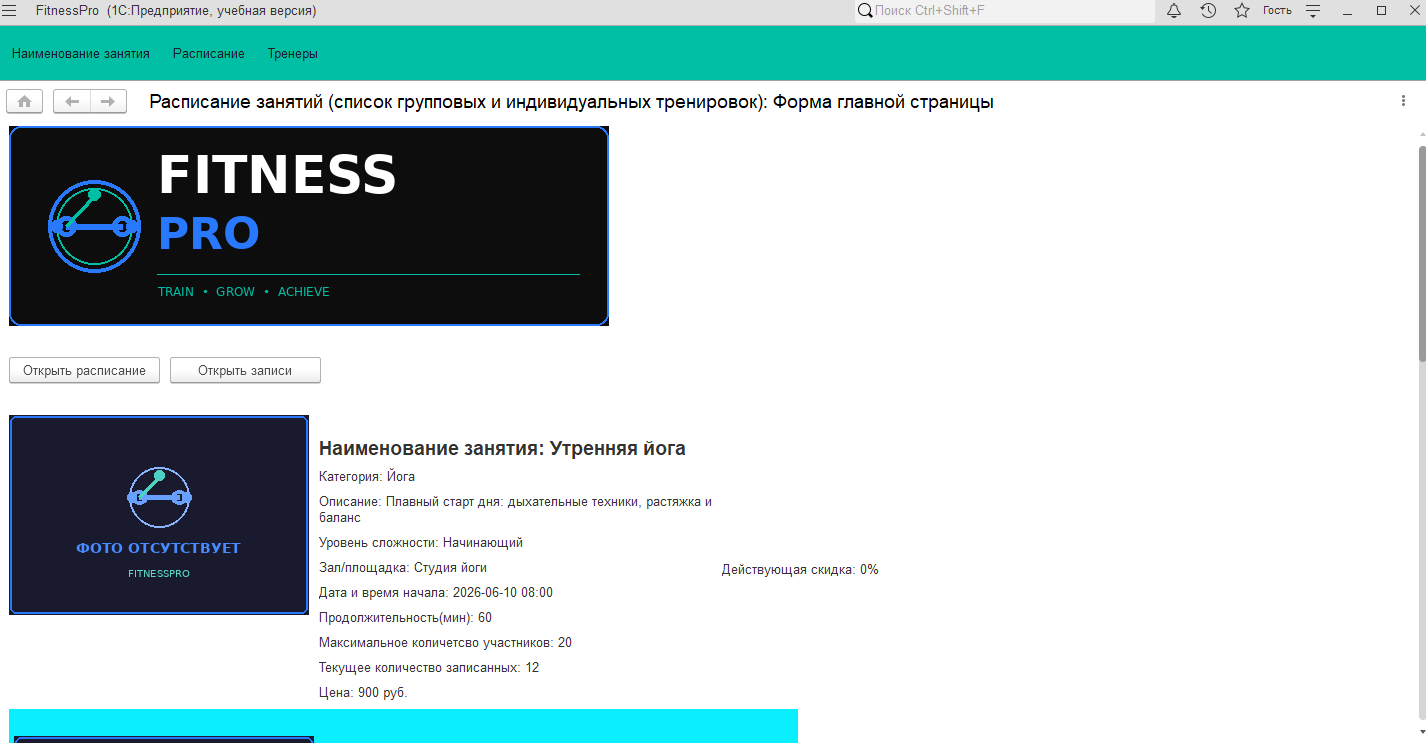 FitnessPro (1С:Предприятие, учебная версия)
Поиск Ctrl+Shift+F
Гость
Наименование занятия Расписание Тренеры
Расписание занятий (список групповых и индивидуальных тренировок): Форма главной страницы
FITNESS
PRO
TRAIN • GROW • ACHIEVE
Открыть расписание Открыть записи
ФОТО ОТСУТСТВУЕТ
FITNESSPRO
Наименование занятия: Утренняя йога
Категория: Йога
Описание: Плавный старт дня: дыхательные техники, растяжка и
баланс
Уровень сложности: Начинающий
Зал/площадка: Студия йоги
Дата и время начала: 2026-06-10 08:00
Продолжительность(мин): 60
Максимальное количетсво участников: 20
Текущее количество записанных: 12
Цена: 900 руб.
Действующая скидка: 0%